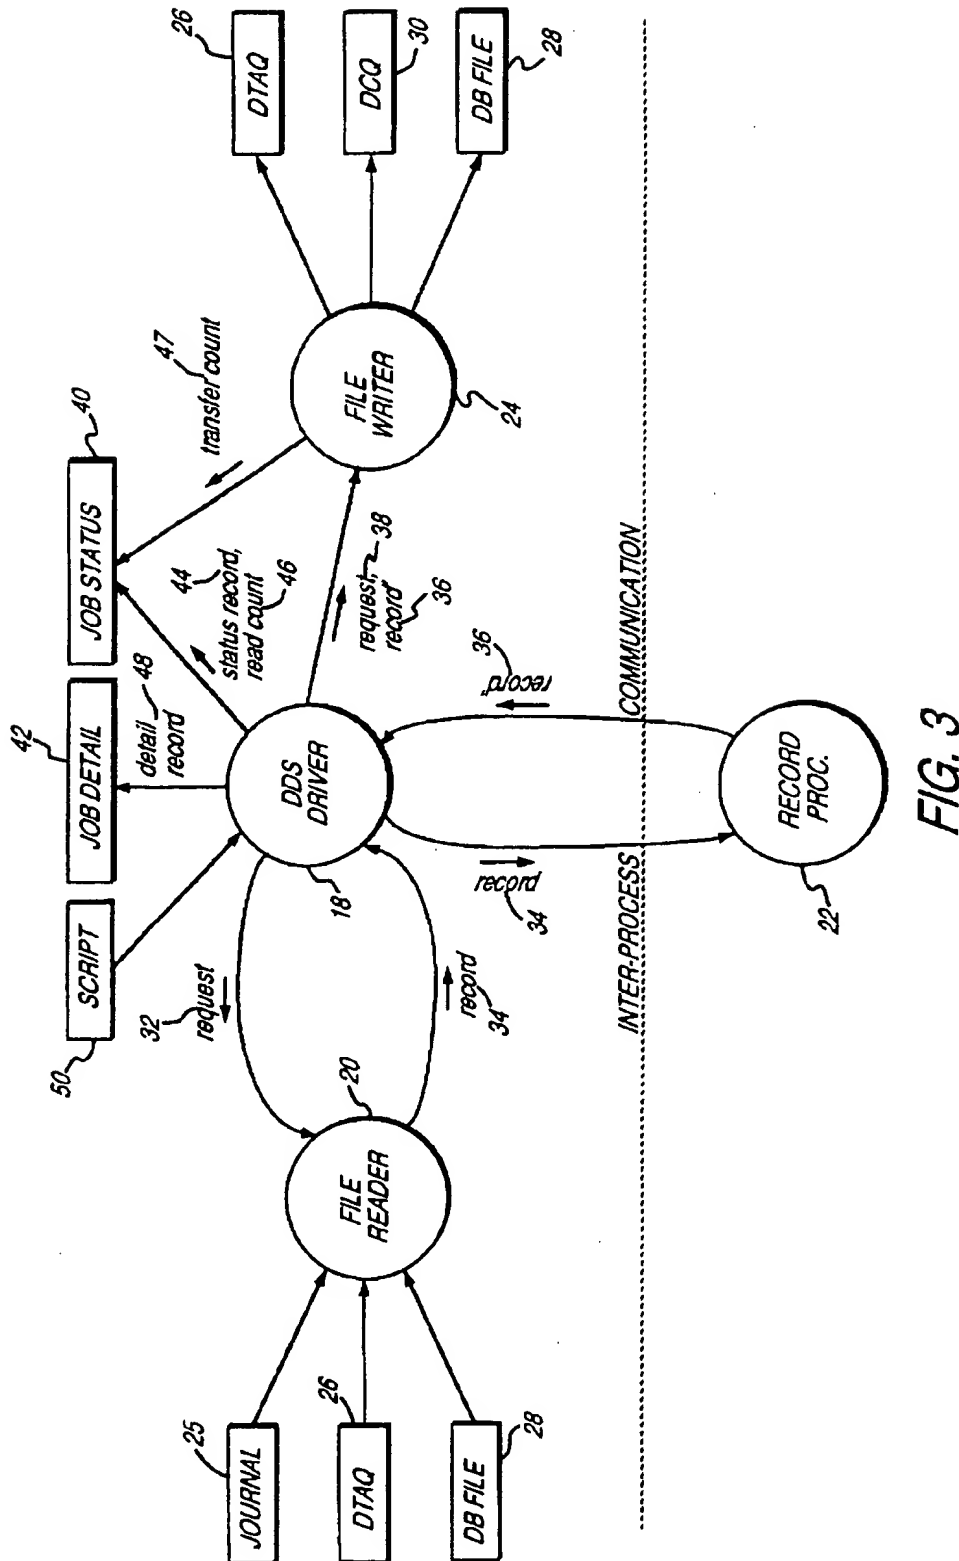 50
SCRIPT
42
JOB DETAIL
JOB STATUS
40
detail
record
48
44
status record,
read count
46
47
transfer count
32
request
18
DDS
DRIVER
request,
record'
38
36
25
JOURNAL
26
DTAQ
28
DB FILE
FILE
READER
20
record
34
record
34
record"
36
FILE
WRITER
24
26
DTAQ
30
DCQ
28
DB FILE
INTER-PROCESS COMMUNICATION
RECORD
PROC.
22
FIG. 3